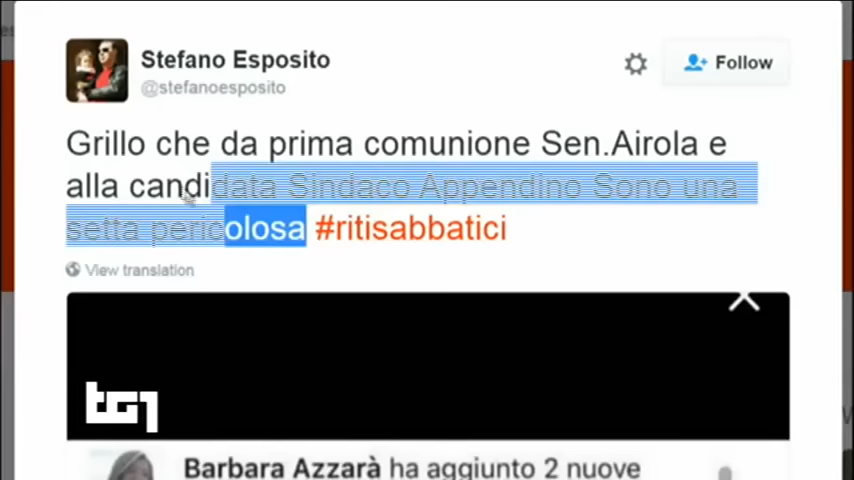 Stefano Esposito
@stefanoesposito
Follow
Grillo che da prima comunione Sen.Airola e
alla candidata Sindaco Appendino Sono una
setta pericolosa #ritisabbatici
View translation
tg1
Barbara Azzarà ha aggiunto 2 nuove